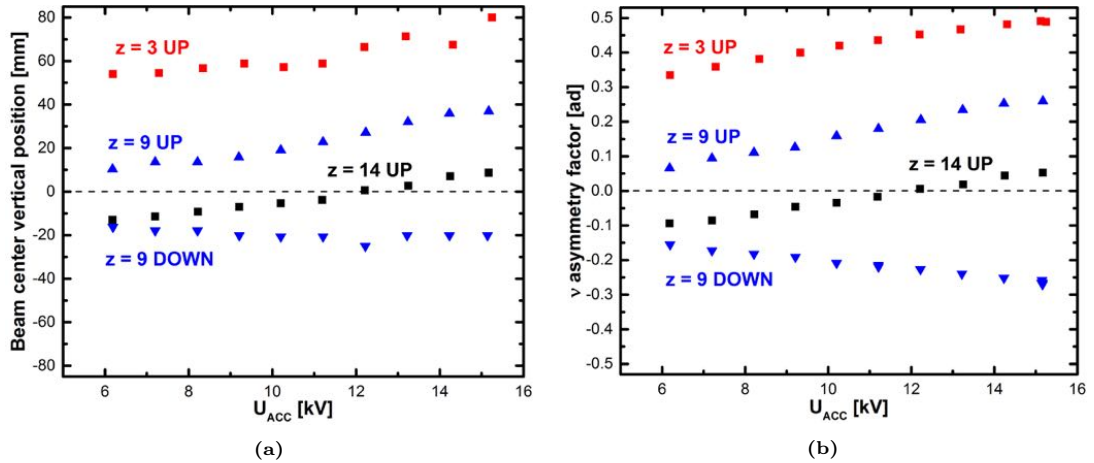 80
60
40
20
0
-20
-40
-60
-80
Beam center vertical position [mm]
z = 3 UP
z = 9 UP
z = 14 UP
z = 9 DOWN
6 8 10 12 14 16
U_ACC [kV]
(a)
0.5
0.4
0.3
0.2
0.1
0.0
-0.1
-0.2
-0.3
-0.4
-0.5
ν asymmetry factor [ad]
z = 3 UP
z = 9 UP
z = 14 UP
z = 9 DOWN
6 8 10 12 14 16
U_ACC [kV]
(b)